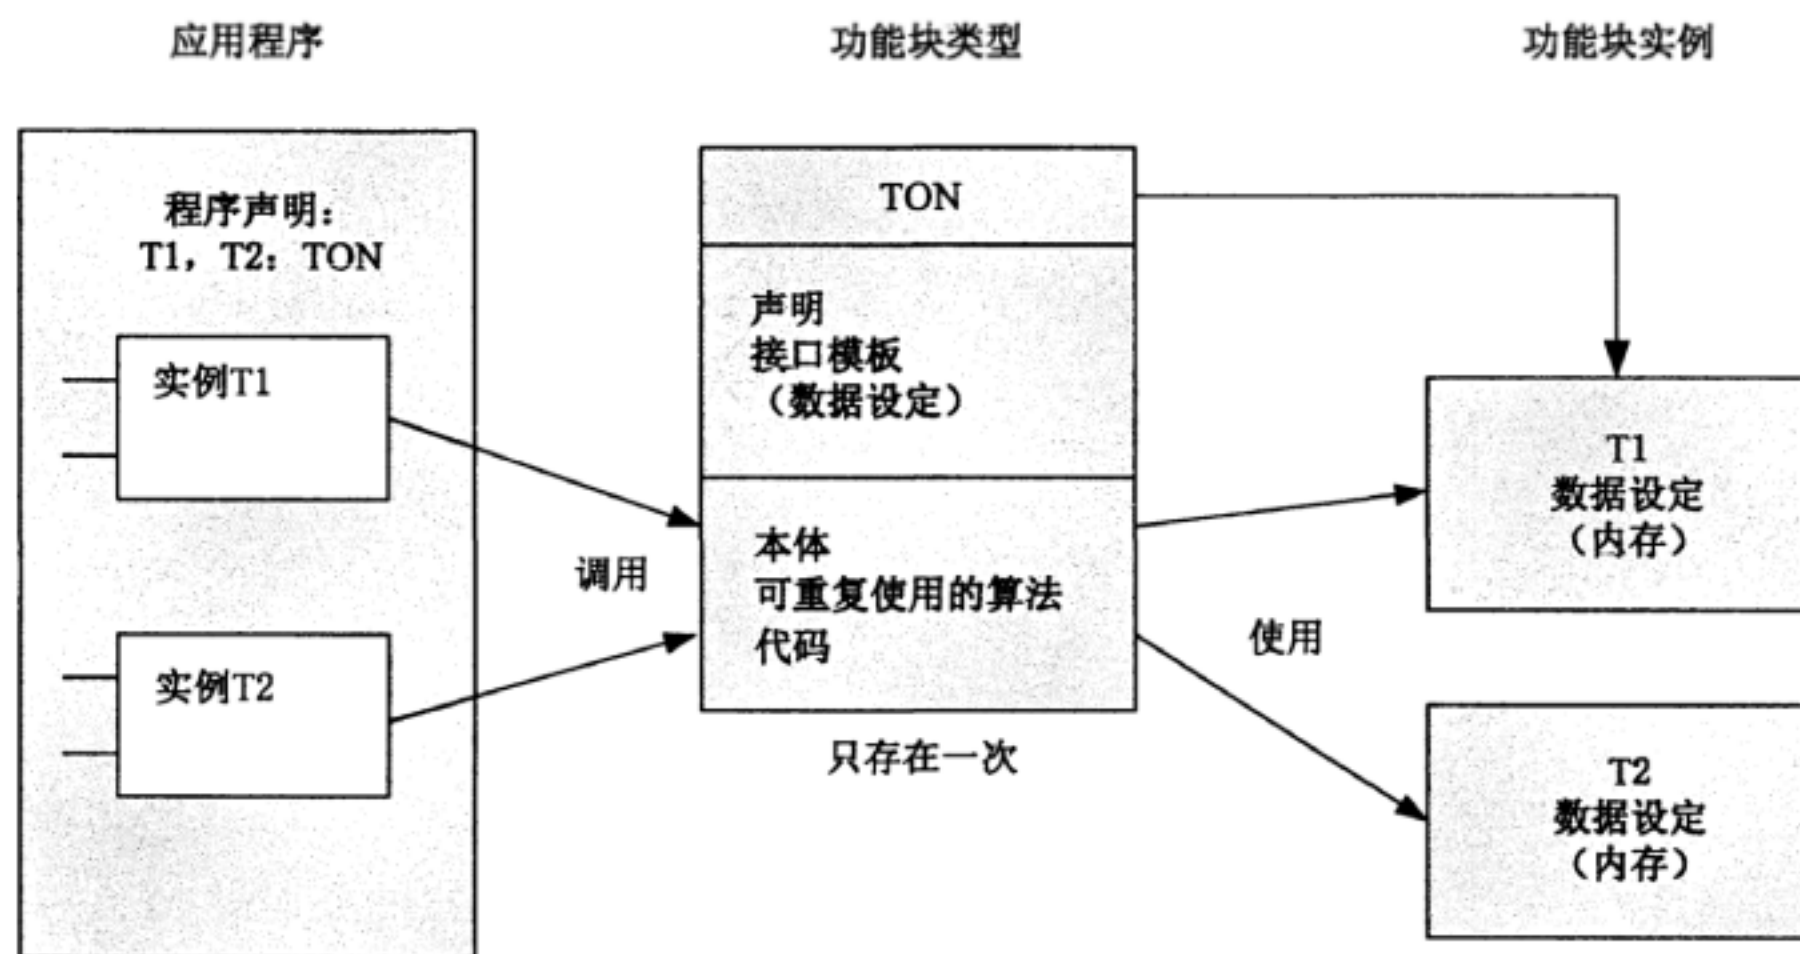 应用程序
功能块类型
功能块实例
程序声明：
T1，T2：TON
实例T1
实例T2
调用
TON
声明
接口模板
（数据设定）
本体
可重复使用的算法
代码
只存在一次
使用
T1
数据设定
（内存）
T2
数据设定
（内存）